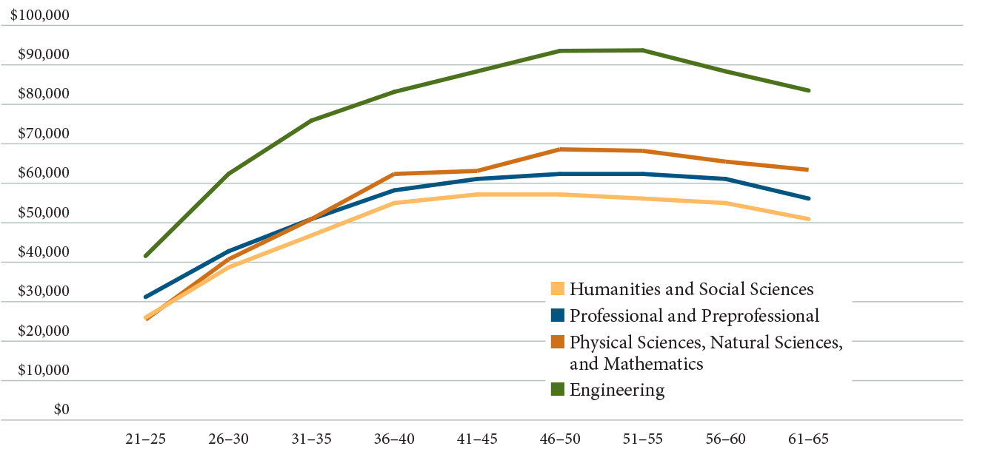 $100,000
$90,000
$80,000
$70,000
$60,000
$50,000
$40,000
$30,000
$20,000
$10,000
$0
Humanities and Social Sciences
Professional and Preprofessional
Physical Sciences, Natural Sciences,
and Mathematics
Engineering
21–25 26–30 31–35 36–40 41–45 46–50 51–55 56–60 61–65